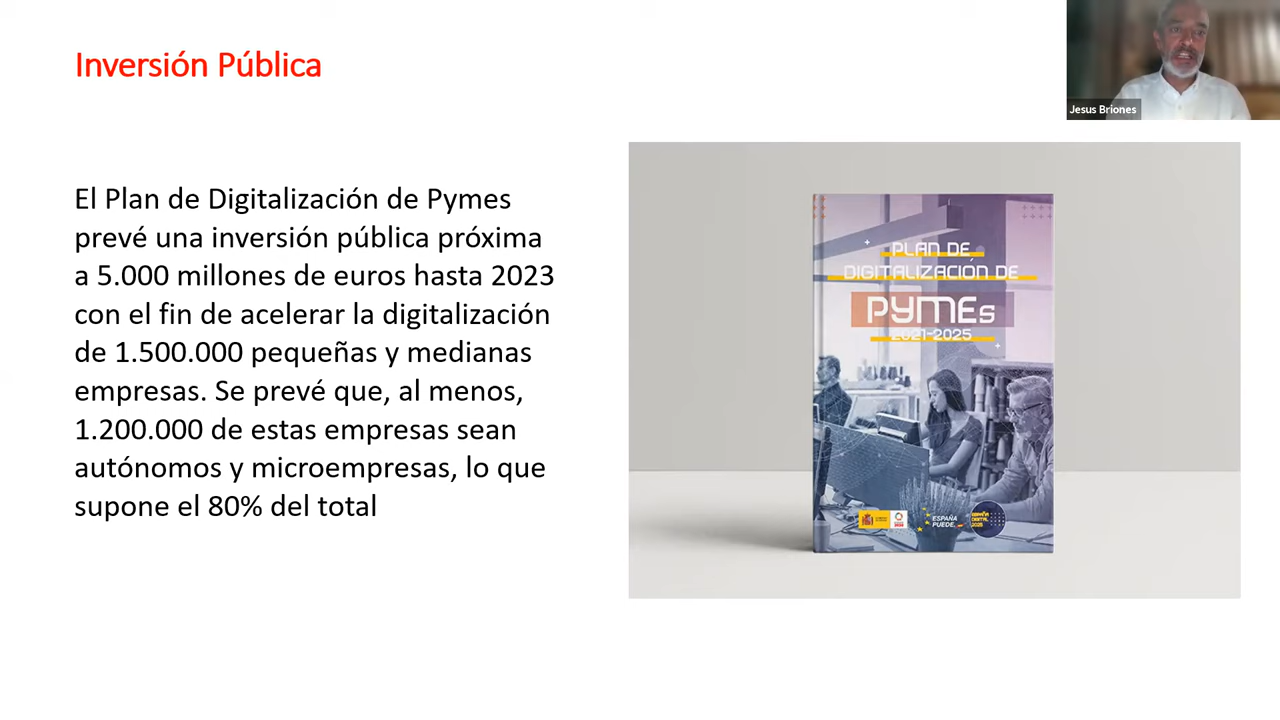 Inversión Pública
Jesus Briones
El Plan de Digitalización de Pymes
prevé una inversión pública próxima
a 5.000 millones de euros hasta 2023
con el fin de acelerar la digitalización
de 1.500.000 pequeñas y medianas
empresas. Se prevé que, al menos,
1.200.000 de estas empresas sean
autónomos y microempresas, lo que
supone el 80% del total
PLAN DE
DIGITALIZACIÓN DE
PYMEs
2021-2025
ESPAÑA
PUEDE.
ESPAÑA
DIGITAL
2025